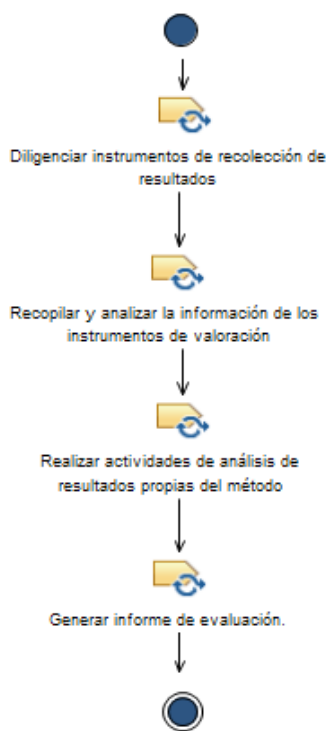 Diligenciar instrumentos de recolección de
resultados
Recopilar y analizar la información de los
instrumentos de valoración
Realizar actividades de análisis de
resultados propias del método
Generar informe de evaluación.